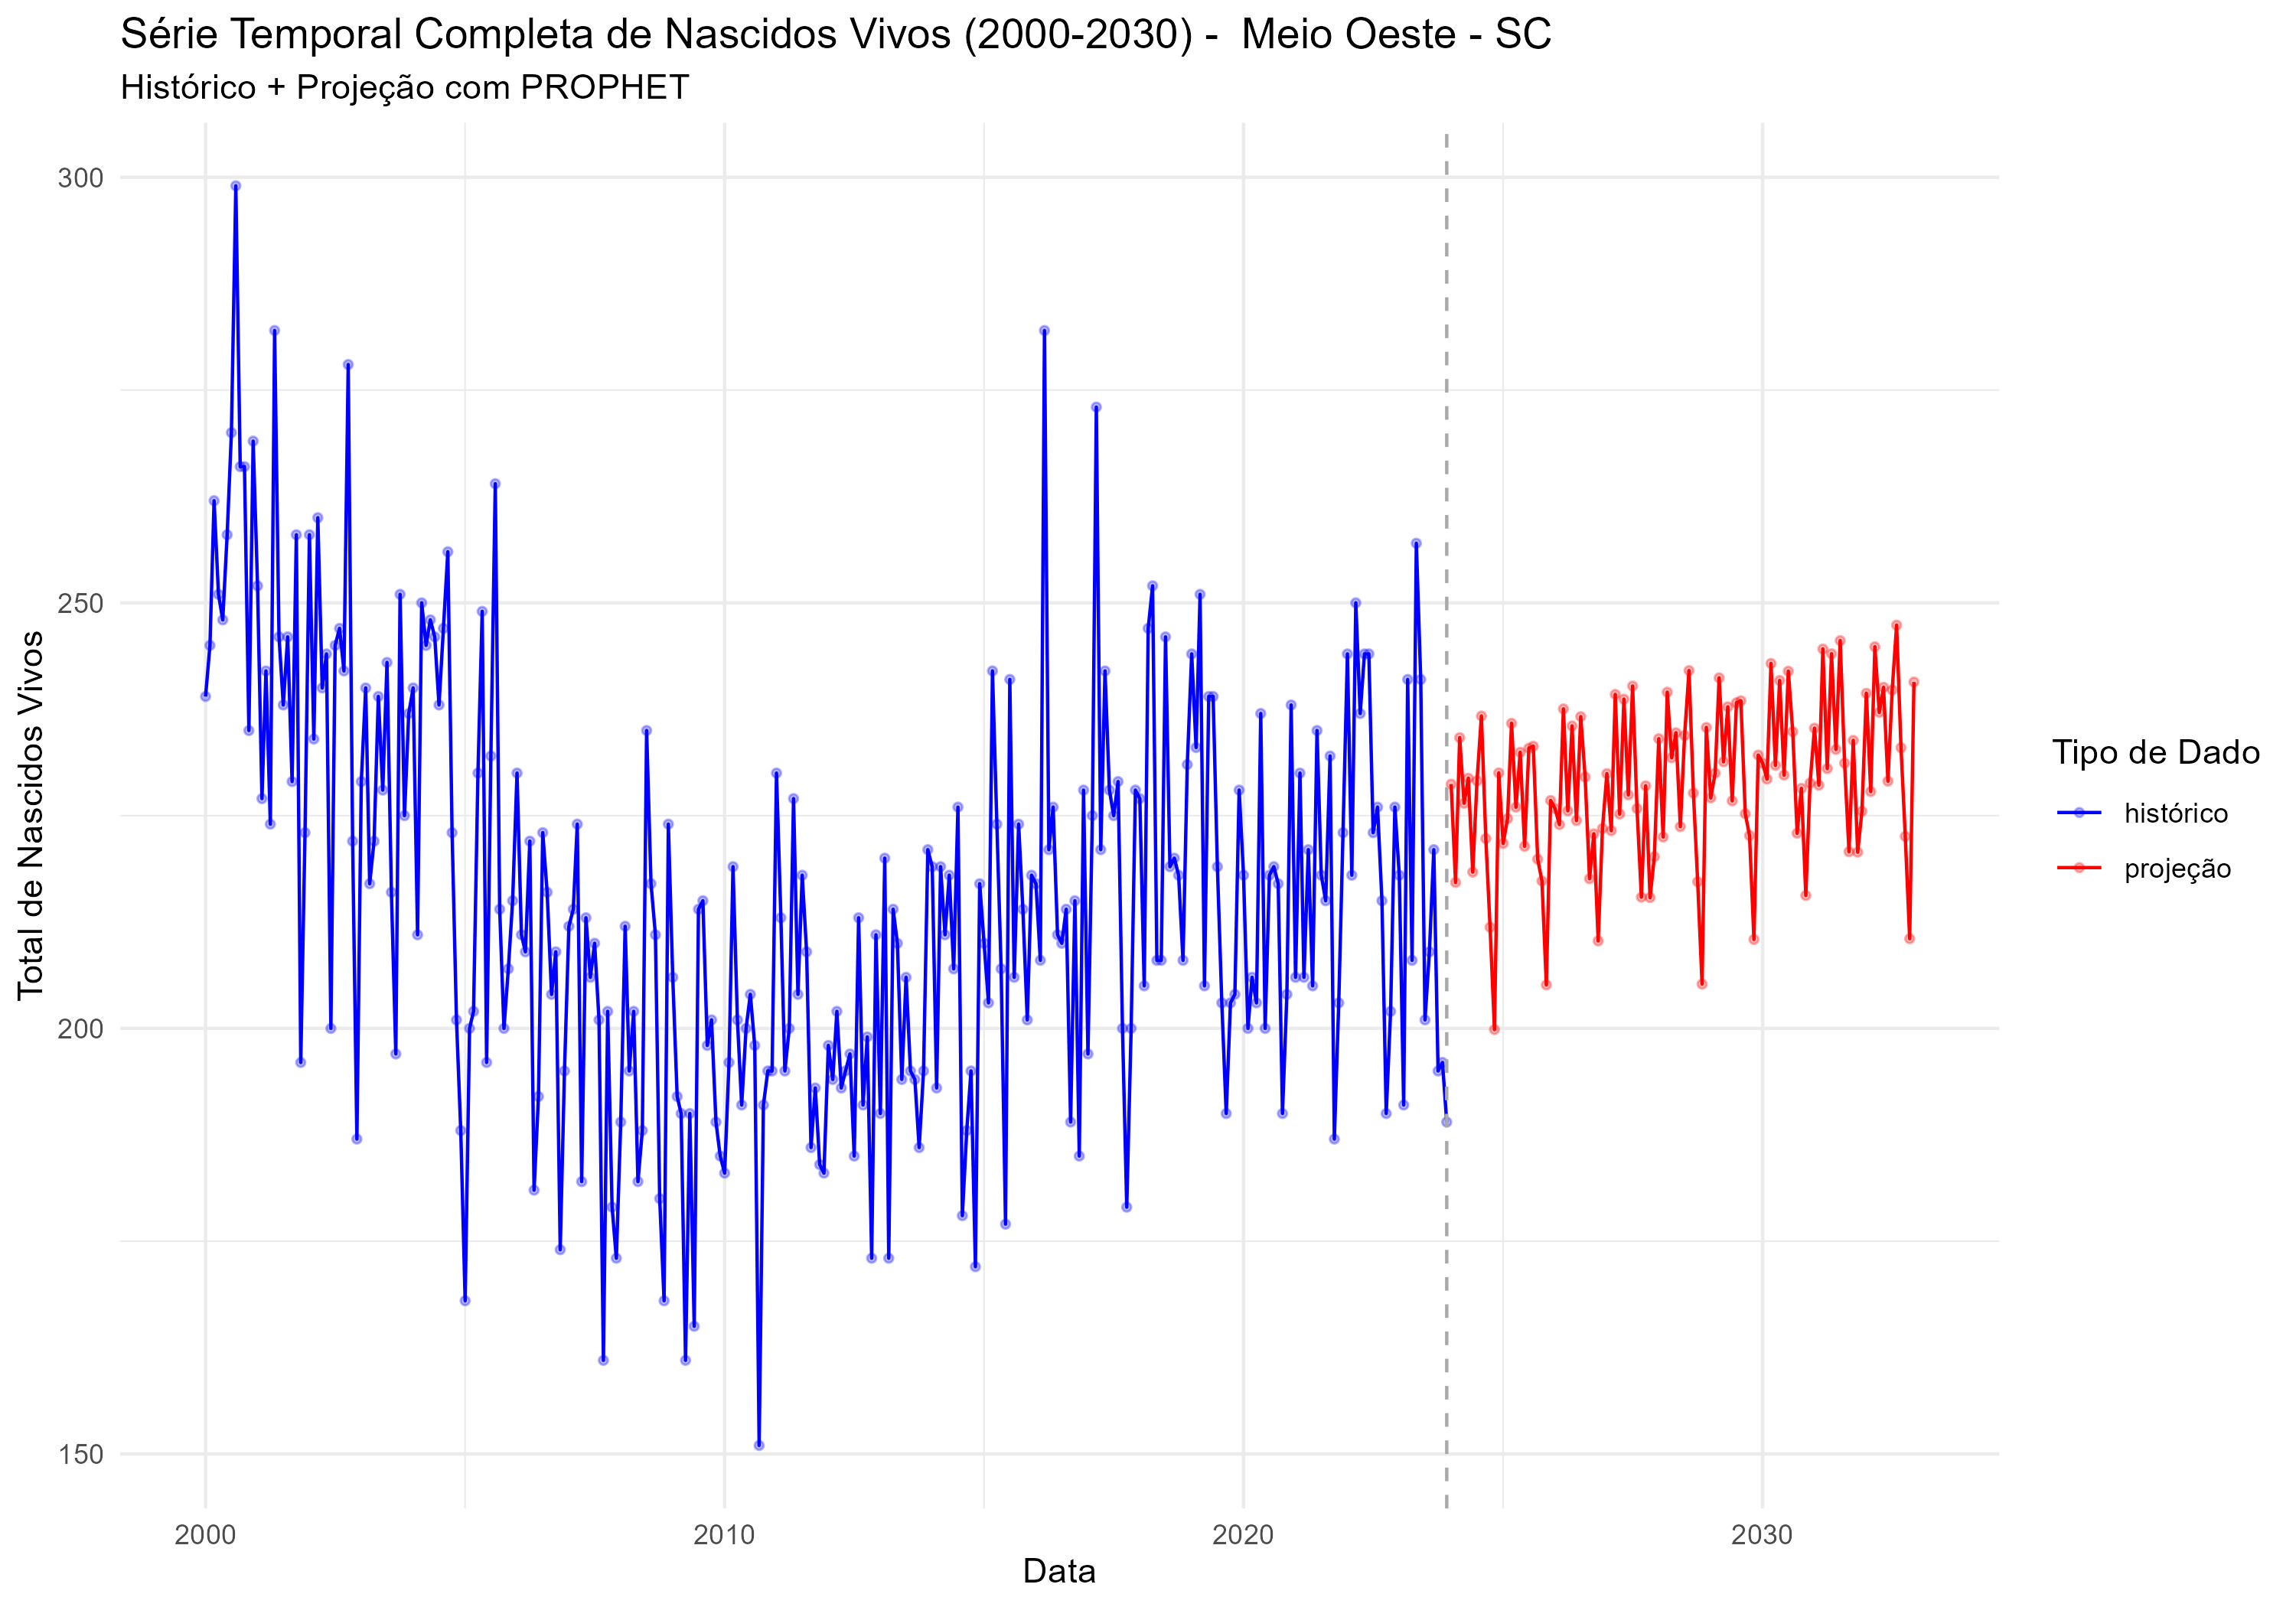 Série Temporal Completa de Nascidos Vivos (2000-2030) -  Meio Oeste - SC
Histórico + Projeção com PROPHET
Total de Nascidos Vivos
300
250
200
150
2000
2010
2020
2030
Data
Tipo de Dado
histórico
projeção